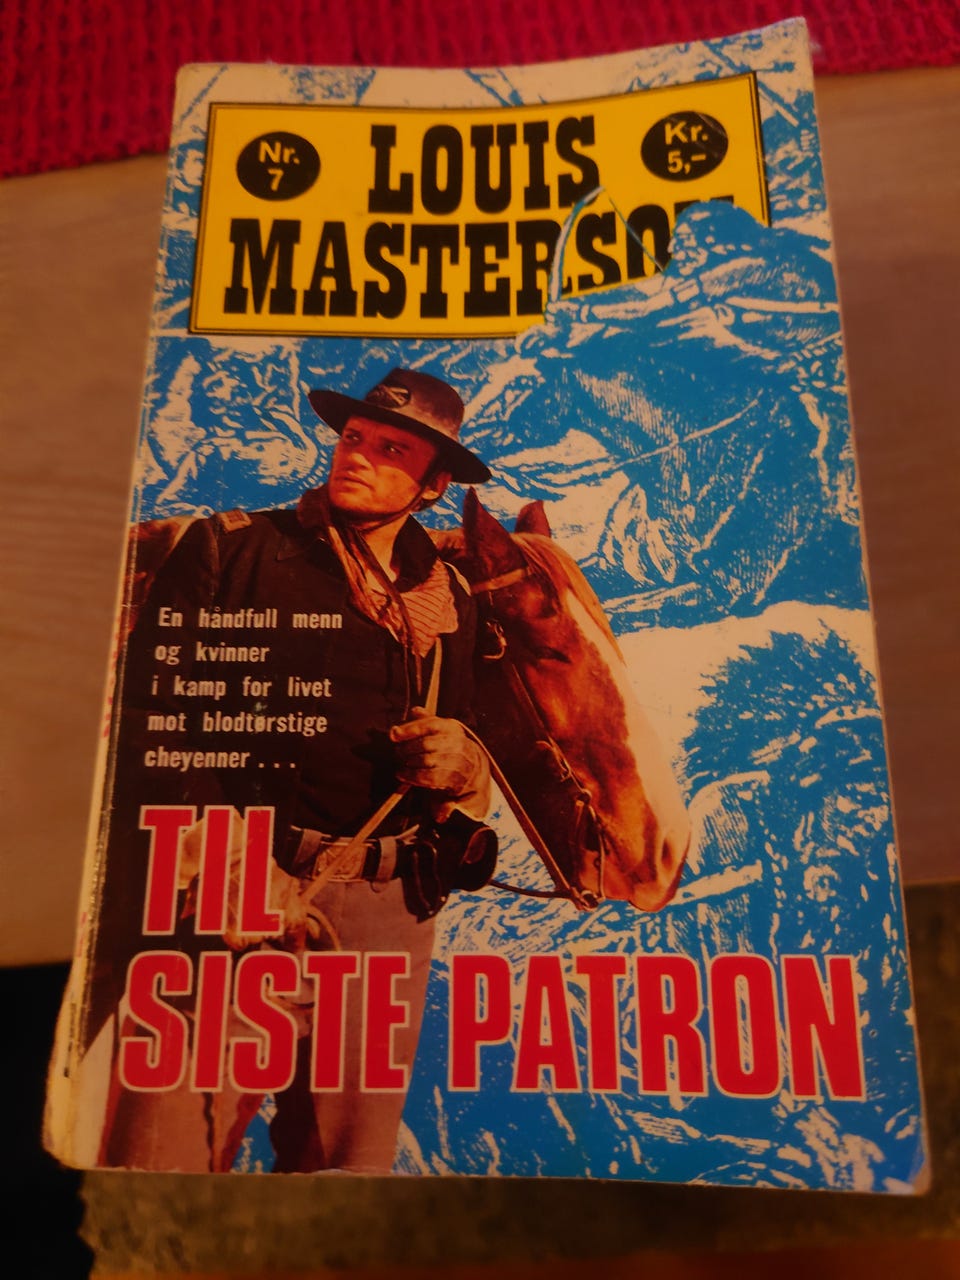 Nr.
7
LOUIS
Kr.
5,-
MASTERSON
En håndfull menn
og kvinner
i kamp for livet
mot blodtørstige
cheyenner...
TIL
SISTE PATRON